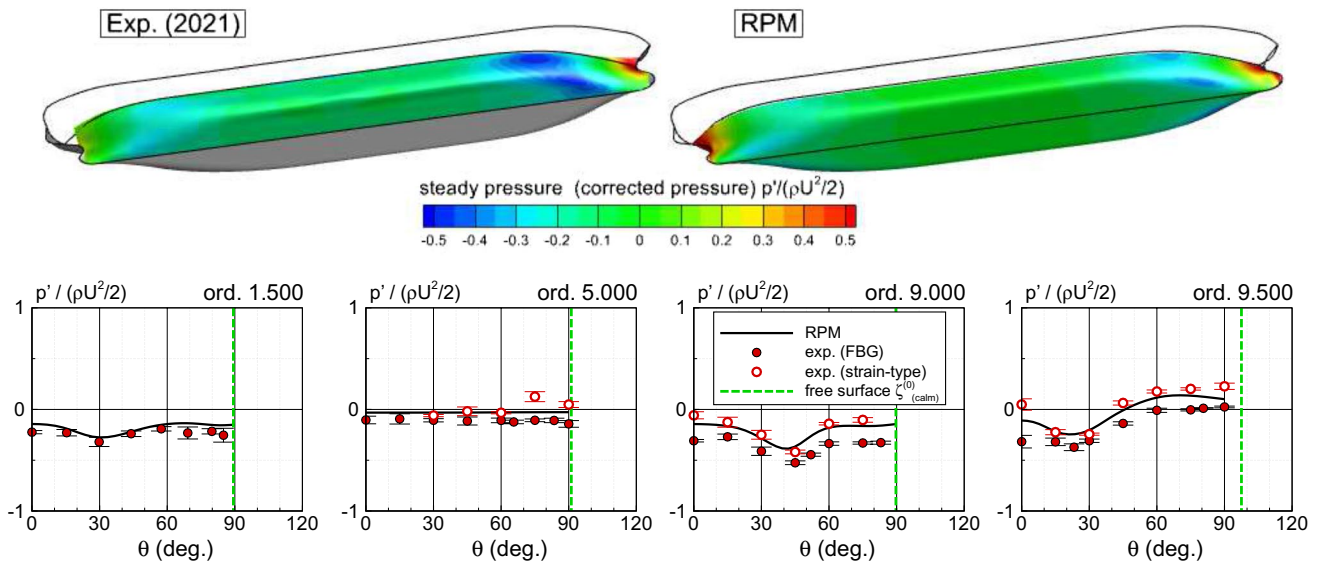 Exp. (2021) RPM
steady pressure (corrected pressure) p'/(ρU²/2)
-0.5 -0.4 -0.3 -0.2 -0.1 0 0.1 0.2 0.3 0.4 0.5
p' / (ρU²/2) ord. 1.500
1
0
-1
0 30 60 90 120
θ (deg.)
p' / (ρU²/2) ord. 5.000
1
0
-1
0 30 60 90 120
θ (deg.)
p' / (ρU²/2) ord. 9.000
1
RPM
exp. (FBG)
exp. (strain-type)
free surface ζ⁽⁰⁾(calm)
0
-1
0 30 60 90 120
θ (deg.)
p' / (ρU²/2) ord. 9.500
1
0
-1
0 30 60 90 120
θ (deg.)